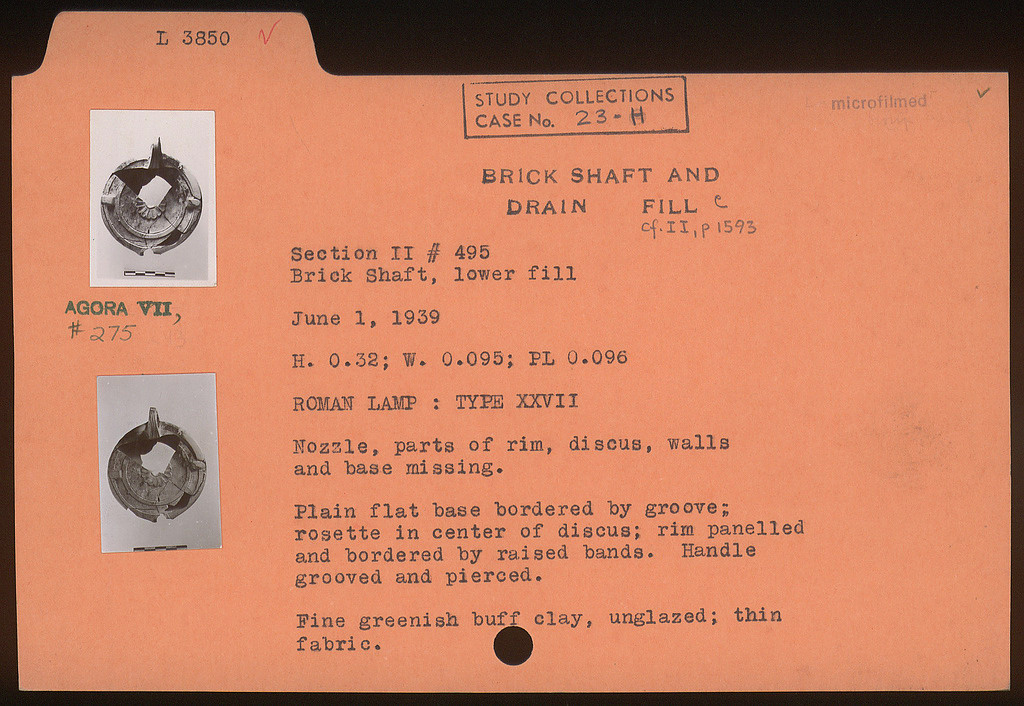 L 3850 ✓
STUDY COLLECTIONS
CASE No. 23-H
microfilmed ✓
BRICK SHAFT AND
DRAIN FILL C
cf. II, p 1593
Section II # 495
Brick Shaft, lower fill
AGORA VII,
# 275
June 1, 1939
H. 0.32; W. 0.095; PL 0.096
ROMAN LAMP : TYPE XXVII
Nozzle, parts of rim, discus, walls
and base missing.
Plain flat base bordered by groove;
rosette in center of discus; rim panelled
and bordered by raised bands. Handle
grooved and pierced.
Fine greenish buff clay, unglazed; thin
fabric.